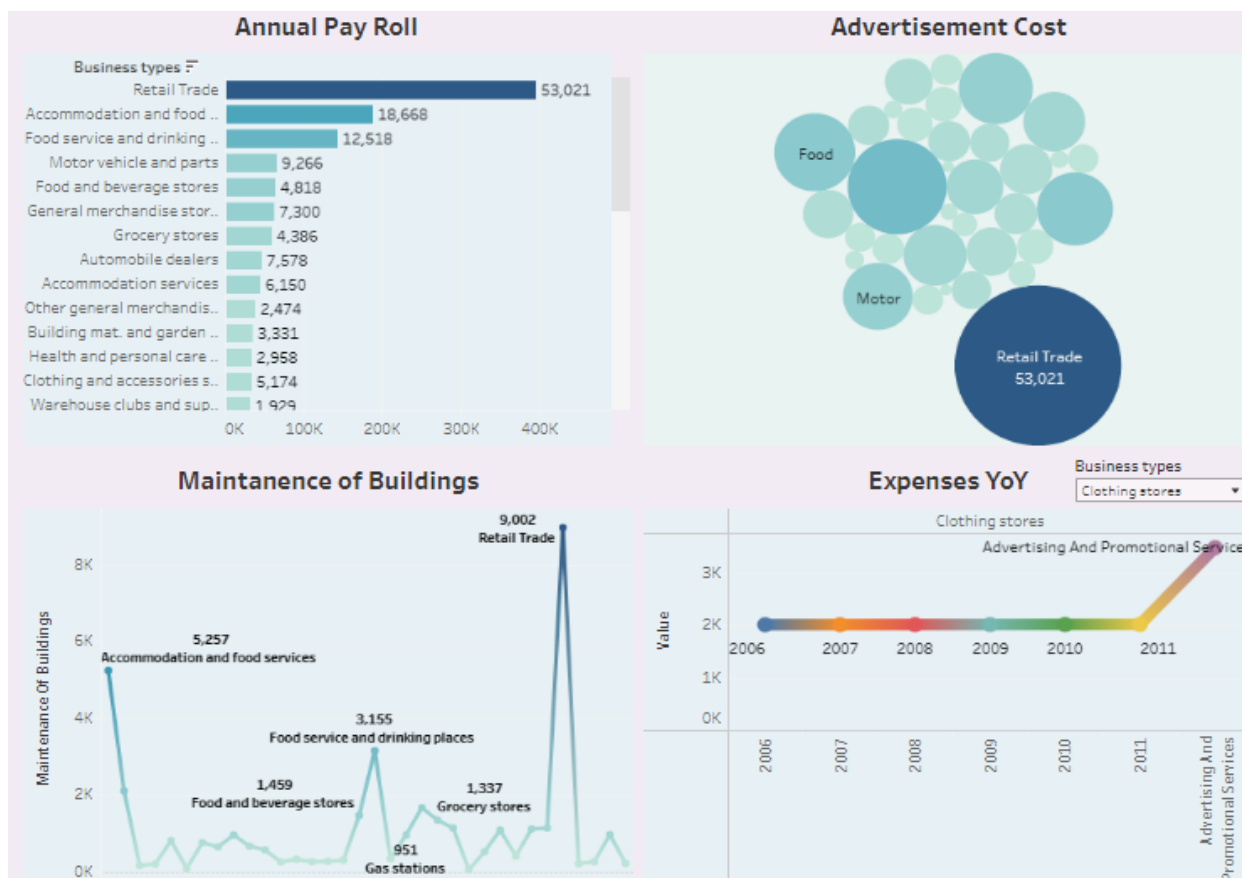 Annual Pay Roll
Business types
Retail Trade
53,021
Accommodation and food ..
18,668
Food service and drinking ..
12,518
Motor vehicle and parts
9,266
Food and beverage stores
4,818
General merchandise stor..
7,300
Grocery stores
4,386
Automobile dealers
7,578
Accommodation services
6,150
Other general merchandis..
2,474
Building mat. and garden ..
3,331
Health and personal care ..
2,958
Clothing and accessories s..
5,174
Warehouse clubs and sup..
1,929
0K 100K 200K 300K 400K
Advertisement Cost
Food
Motor
Retail Trade
53,021
Maintanence of Buildings
Maintenance Of Buildings
8K
6K
4K
2K
0K
9,002
Retail Trade
5,257
Accommodation and food services
3,155
Food service and drinking places
1,459
Food and beverage stores
1,337
Grocery stores
951
Gas stations
Expenses YoY
Business types
Clothing stores
Clothing stores
Advertising And Promotional Service
Value
3K
2K
1K
0K
2006 2007 2008 2009 2010 2011
2006
2007
2008
2009
2010
2011
Advertising And
Promotional Services